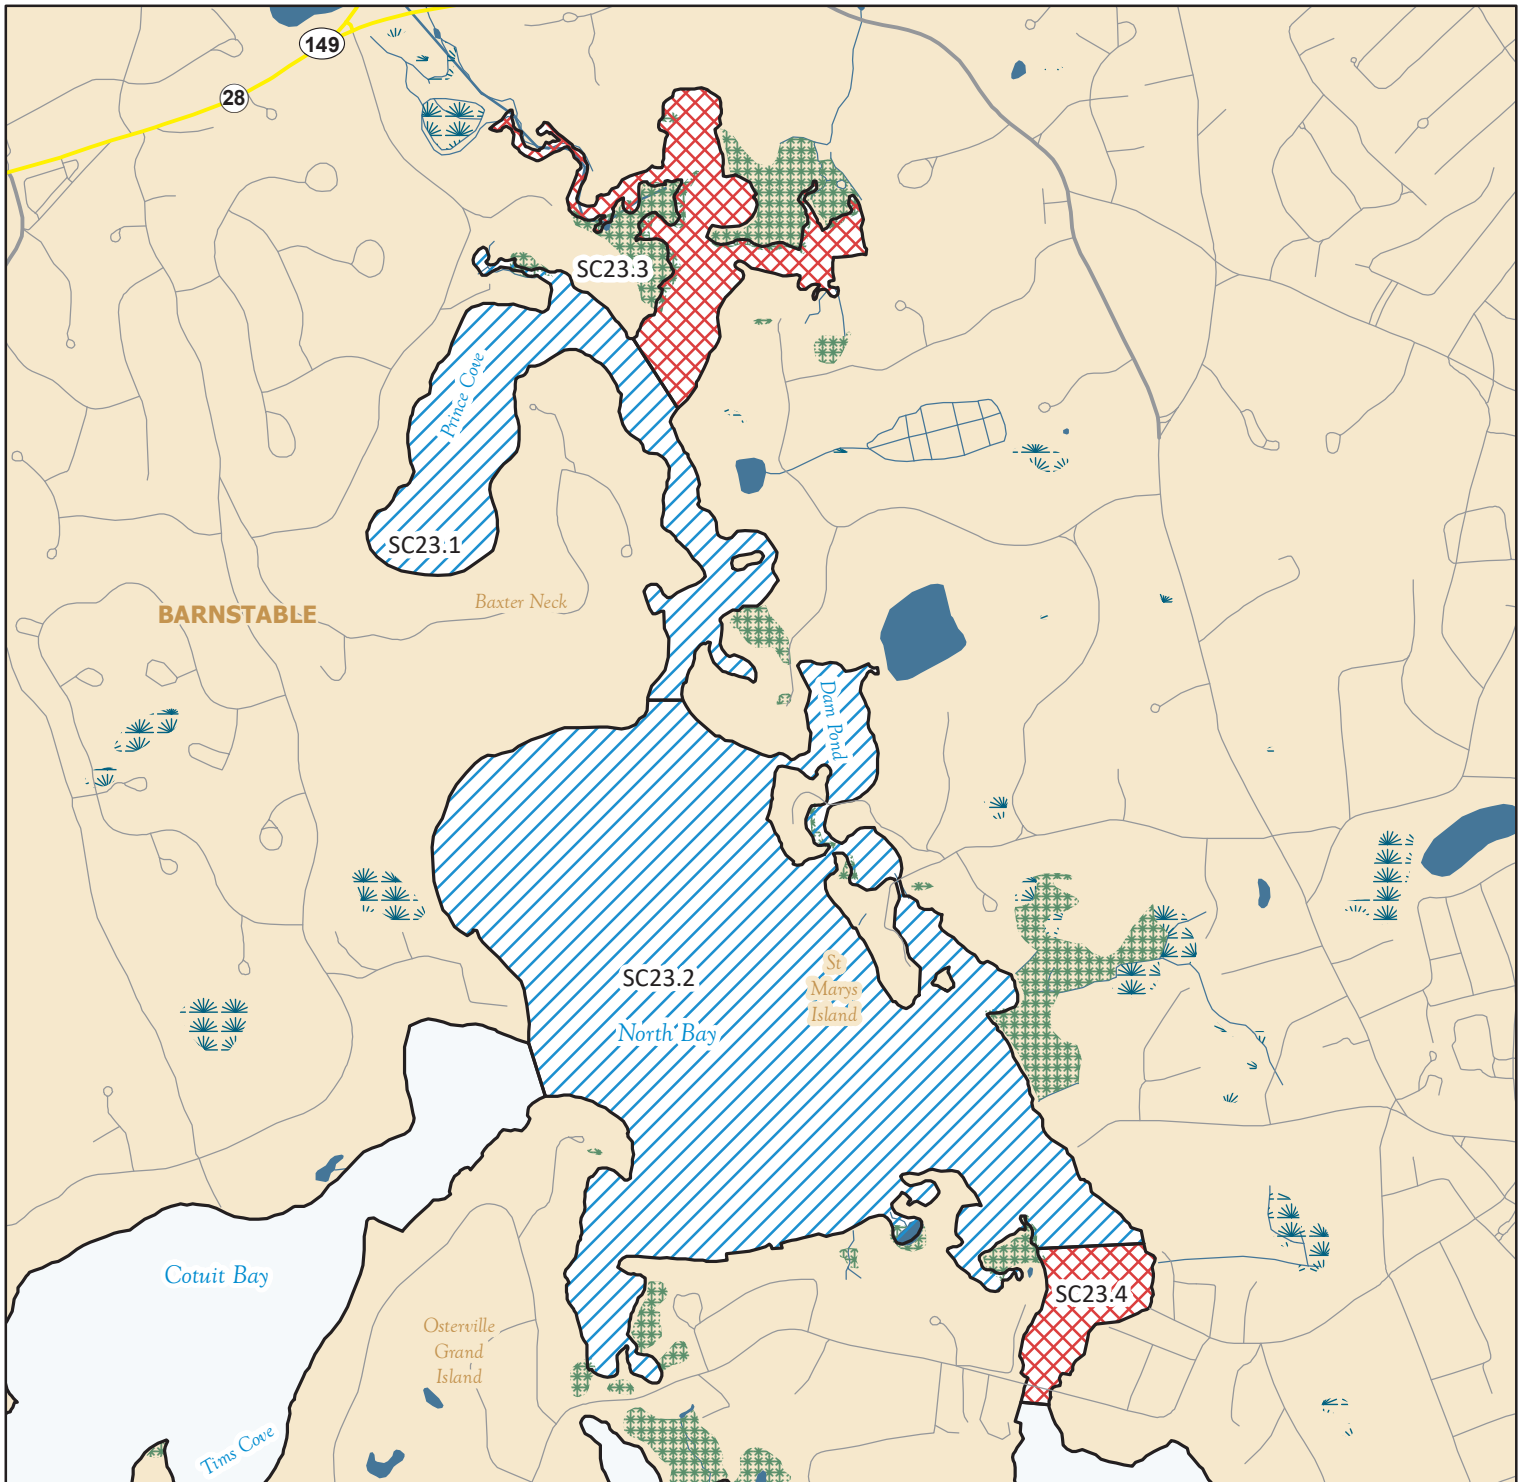 149
28
SC23.3
Prince Cove
SC23.1
Baxter Neck
BARNSTABLE
Dam Pond
SC23.2
St
Marys
Island
North Bay
Cotuit Bay
SC23.4
Osterville
Grand
Island
Tims Cove